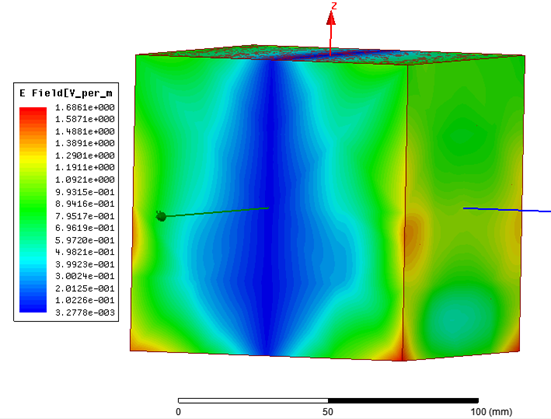 Z
E Field[V_per_m
1.6861e+000
1.5871e+000
1.4881e+000
1.3891e+000
1.2901e+000
1.1911e+000
1.0921e+000
9.9315e-001
8.9416e-001
7.9517e-001
6.9619e-001
5.9720e-001
4.9821e-001
3.9923e-001
3.0024e-001
2.0125e-001
1.0226e-001
3.2778e-003
0 50 100 (mm)